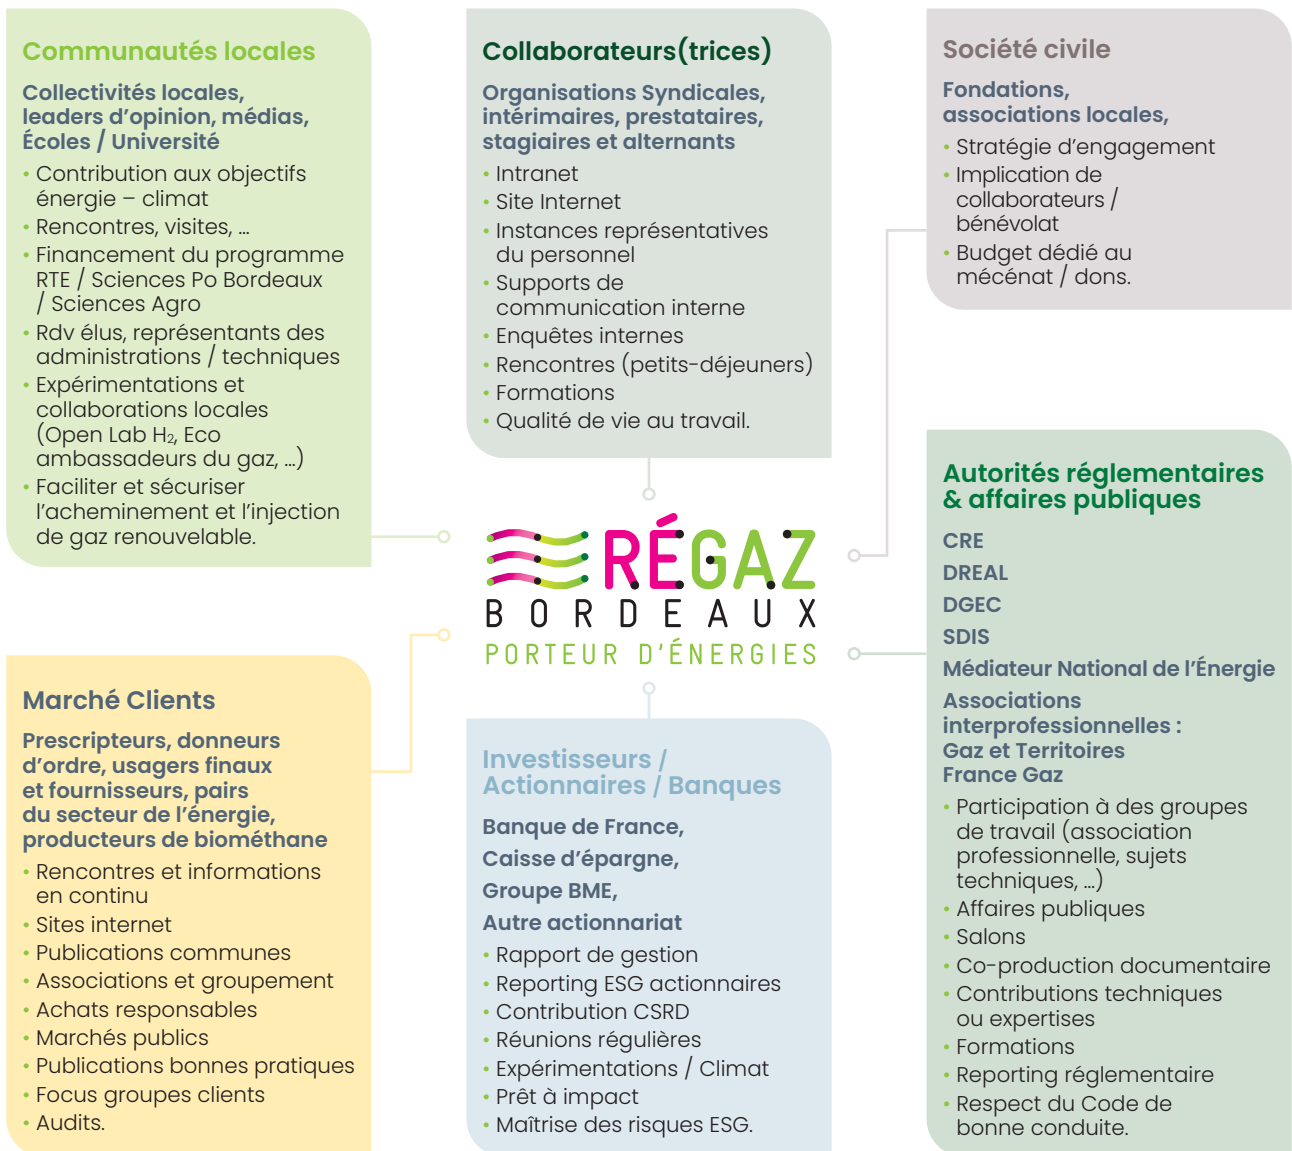 Communautés locales
Collectivités locales,
leaders d'opinion, médias,
Écoles / Université
• Contribution aux objectifs
énergie – climat
• Rencontres, visites, ...
• Financement du programme
RTE / Sciences Po Bordeaux
/ Sciences Agro
• Rdv élus, représentants des
administrations / techniques
• Expérimentations et
collaborations locales
(Open Lab H₂, Eco
ambassadeurs du gaz, ...)
• Faciliter et sécuriser
l'acheminement et l'injection
de gaz renouvelable.
Collaborateurs(trices)
Organisations Syndicales,
intérimaires, prestataires,
stagiaires et alternants
• Intranet
• Site Internet
• Instances représentatives
du personnel
• Supports de
communication interne
• Enquêtes internes
• Rencontres (petits-déjeuners)
• Formations
• Qualité de vie au travail.
Société civile
Fondations,
associations locales,
• Stratégie d'engagement
• Implication de
collaborateurs /
bénévolat
• Budget dédié au
mécénat / dons.
RÉGAZ
BORDEAUX
PORTEUR D'ÉNERGIES
Marché Clients
Prescripteurs, donneurs
d'ordre, usagers finaux
et fournisseurs, pairs
du secteur de l'énergie,
producteurs de biométhane
• Rencontres et informations
en continu
• Sites internet
• Publications communes
• Associations et groupement
• Achats responsables
• Marchés publics
• Publications bonnes pratiques
• Focus groupes clients
• Audits.
Investisseurs /
Actionnaires / Banques
Banque de France,
Caisse d'épargne,
Groupe BME,
Autre actionnariat
• Rapport de gestion
• Reporting ESG actionnaires
• Contribution CSRD
• Réunions régulières
• Expérimentations / Climat
• Prêt à impact
• Maîtrise des risques ESG.
Autorités réglementaires
& affaires publiques
CRE
DREAL
DGEC
SDIS
Médiateur National de l'Énergie
Associations
interprofessionnelles :
Gaz et Territoires
France Gaz
• Participation à des groupes
de travail (association
professionnelle, sujets
techniques, ...)
• Affaires publiques
• Salons
• Co-production documentaire
• Contributions techniques
ou expertises
• Formations
• Reporting réglementaire
• Respect du Code de
bonne conduite.